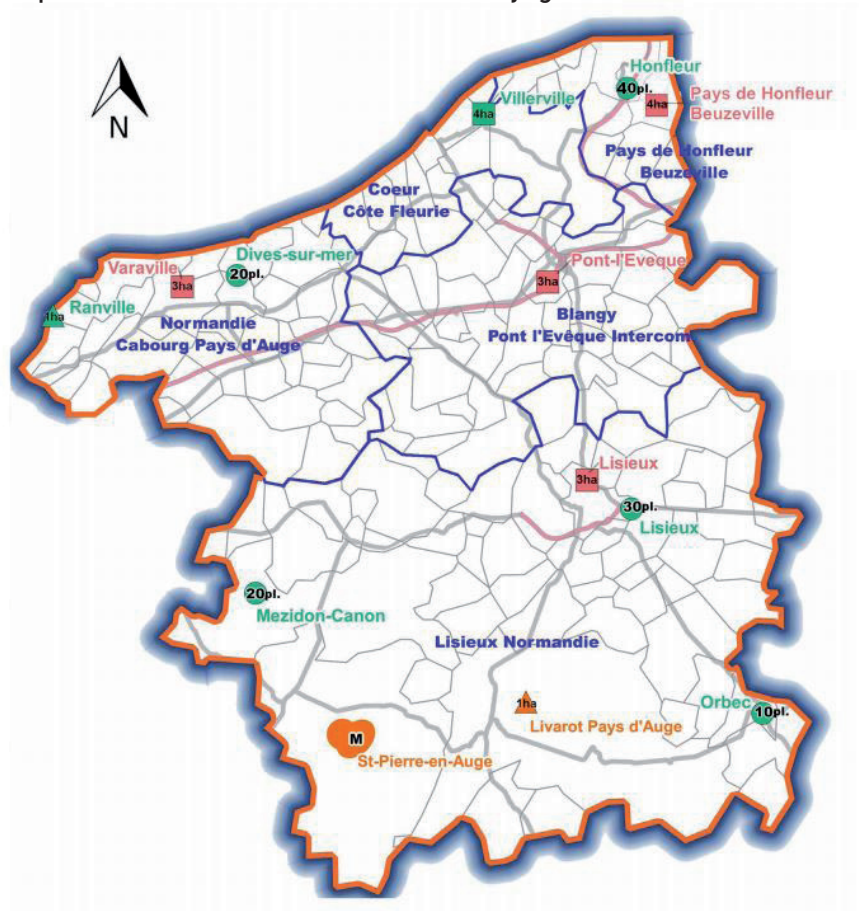 Honfleur
40pl.
4ha
Pays de Honfleur
Beuzeville
Villerville
4ha
N
Pays de Honfleur
Beuzeville
Coeur
Côte Fleurie
Dives-sur-mer
20pl.
Varaville
3ha
Pont-l'Eveque
3ha
Ranville
1ha
Normandie
Cabourg Pays d'Auge
Blangy
Pont l'Evêque Intercom
Lisieux
3ha
30pl.
Lisieux
20pl.
Mezidon-Canon
Lisieux Normandie
Orbec
10pl.
1ha
Livarot Pays d'Auge
M
St-Pierre-en-Auge